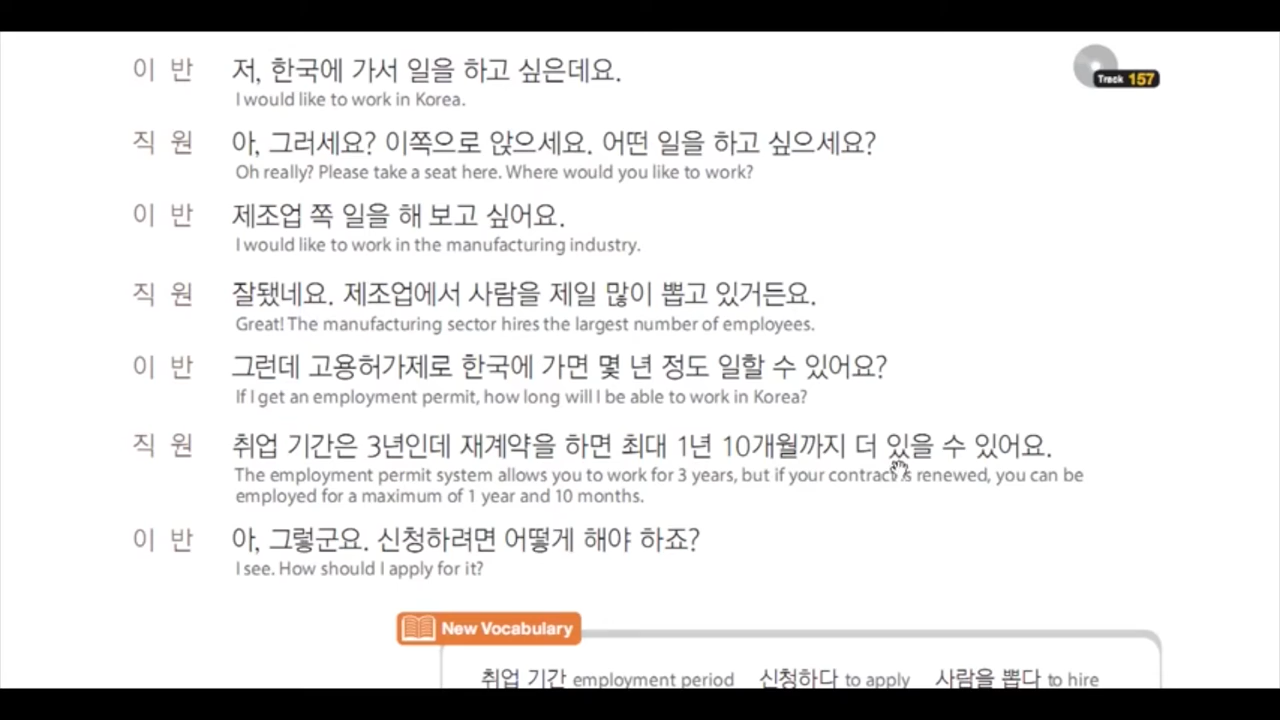 이 반 저, 한국에 가서 일을 하고 싶은데요.
I would like to work in Korea.
Track 157
직 원 아, 그러세요? 이쪽으로 앉으세요. 어떤 일을 하고 싶으세요?
Oh really? Please take a seat here. Where would you like to work?
이 반 제조업 쪽 일을 해 보고 싶어요.
I would like to work in the manufacturing industry.
직 원 잘됐네요. 제조업에서 사람을 제일 많이 뽑고 있거든요.
Great! The manufacturing sector hires the largest number of employees.
이 반 그런데 고용허가제로 한국에 가면 몇 년 정도 일할 수 있어요?
If I get an employment permit, how long will I be able to work in Korea?
직 원 취업 기간은 3년인데 재계약을 하면 최대 1년 10개월까지 더 있을 수 있어요.
The employment permit system allows you to work for 3 years, but if your contract is renewed, you can be
employed for a maximum of 1 year and 10 months.
이 반 아, 그렇군요. 신청하려면 어떻게 해야 하죠?
I see. How should I apply for it?
New Vocabulary
취업 기간 employment period 신청하다 to apply 사람을 뽑다 to hire